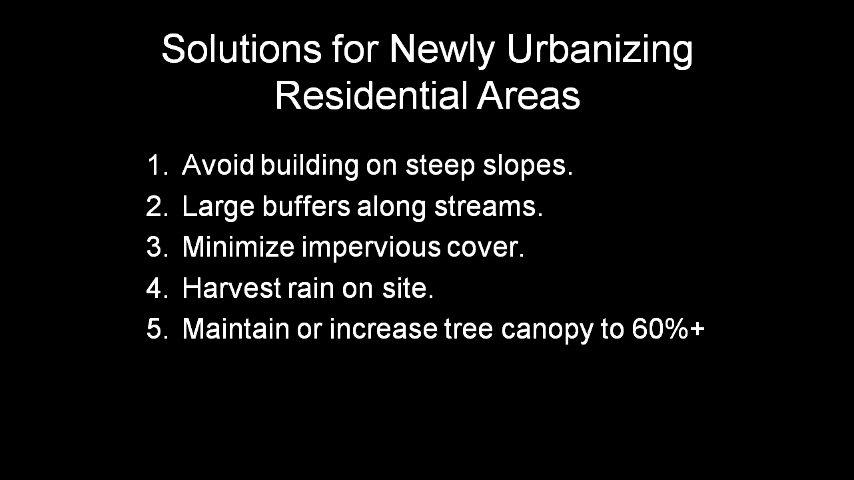 Solutions for Newly Urbanizing
Residential Areas
1. Avoid building on steep slopes.
2. Large buffers along streams.
3. Minimize impervious cover.
4. Harvest rain on site.
5. Maintain or increase tree canopy to 60%+